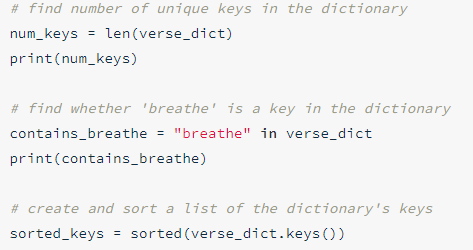 # find number of unique keys in the dictionary
num_keys = len(verse_dict)
print(num_keys)
# find whether 'breathe' is a key in the dictionary
contains_breathe = "breathe" in verse_dict
print(contains_breathe)
# create and sort a list of the dictionary's keys
sorted_keys = sorted(verse_dict.keys())